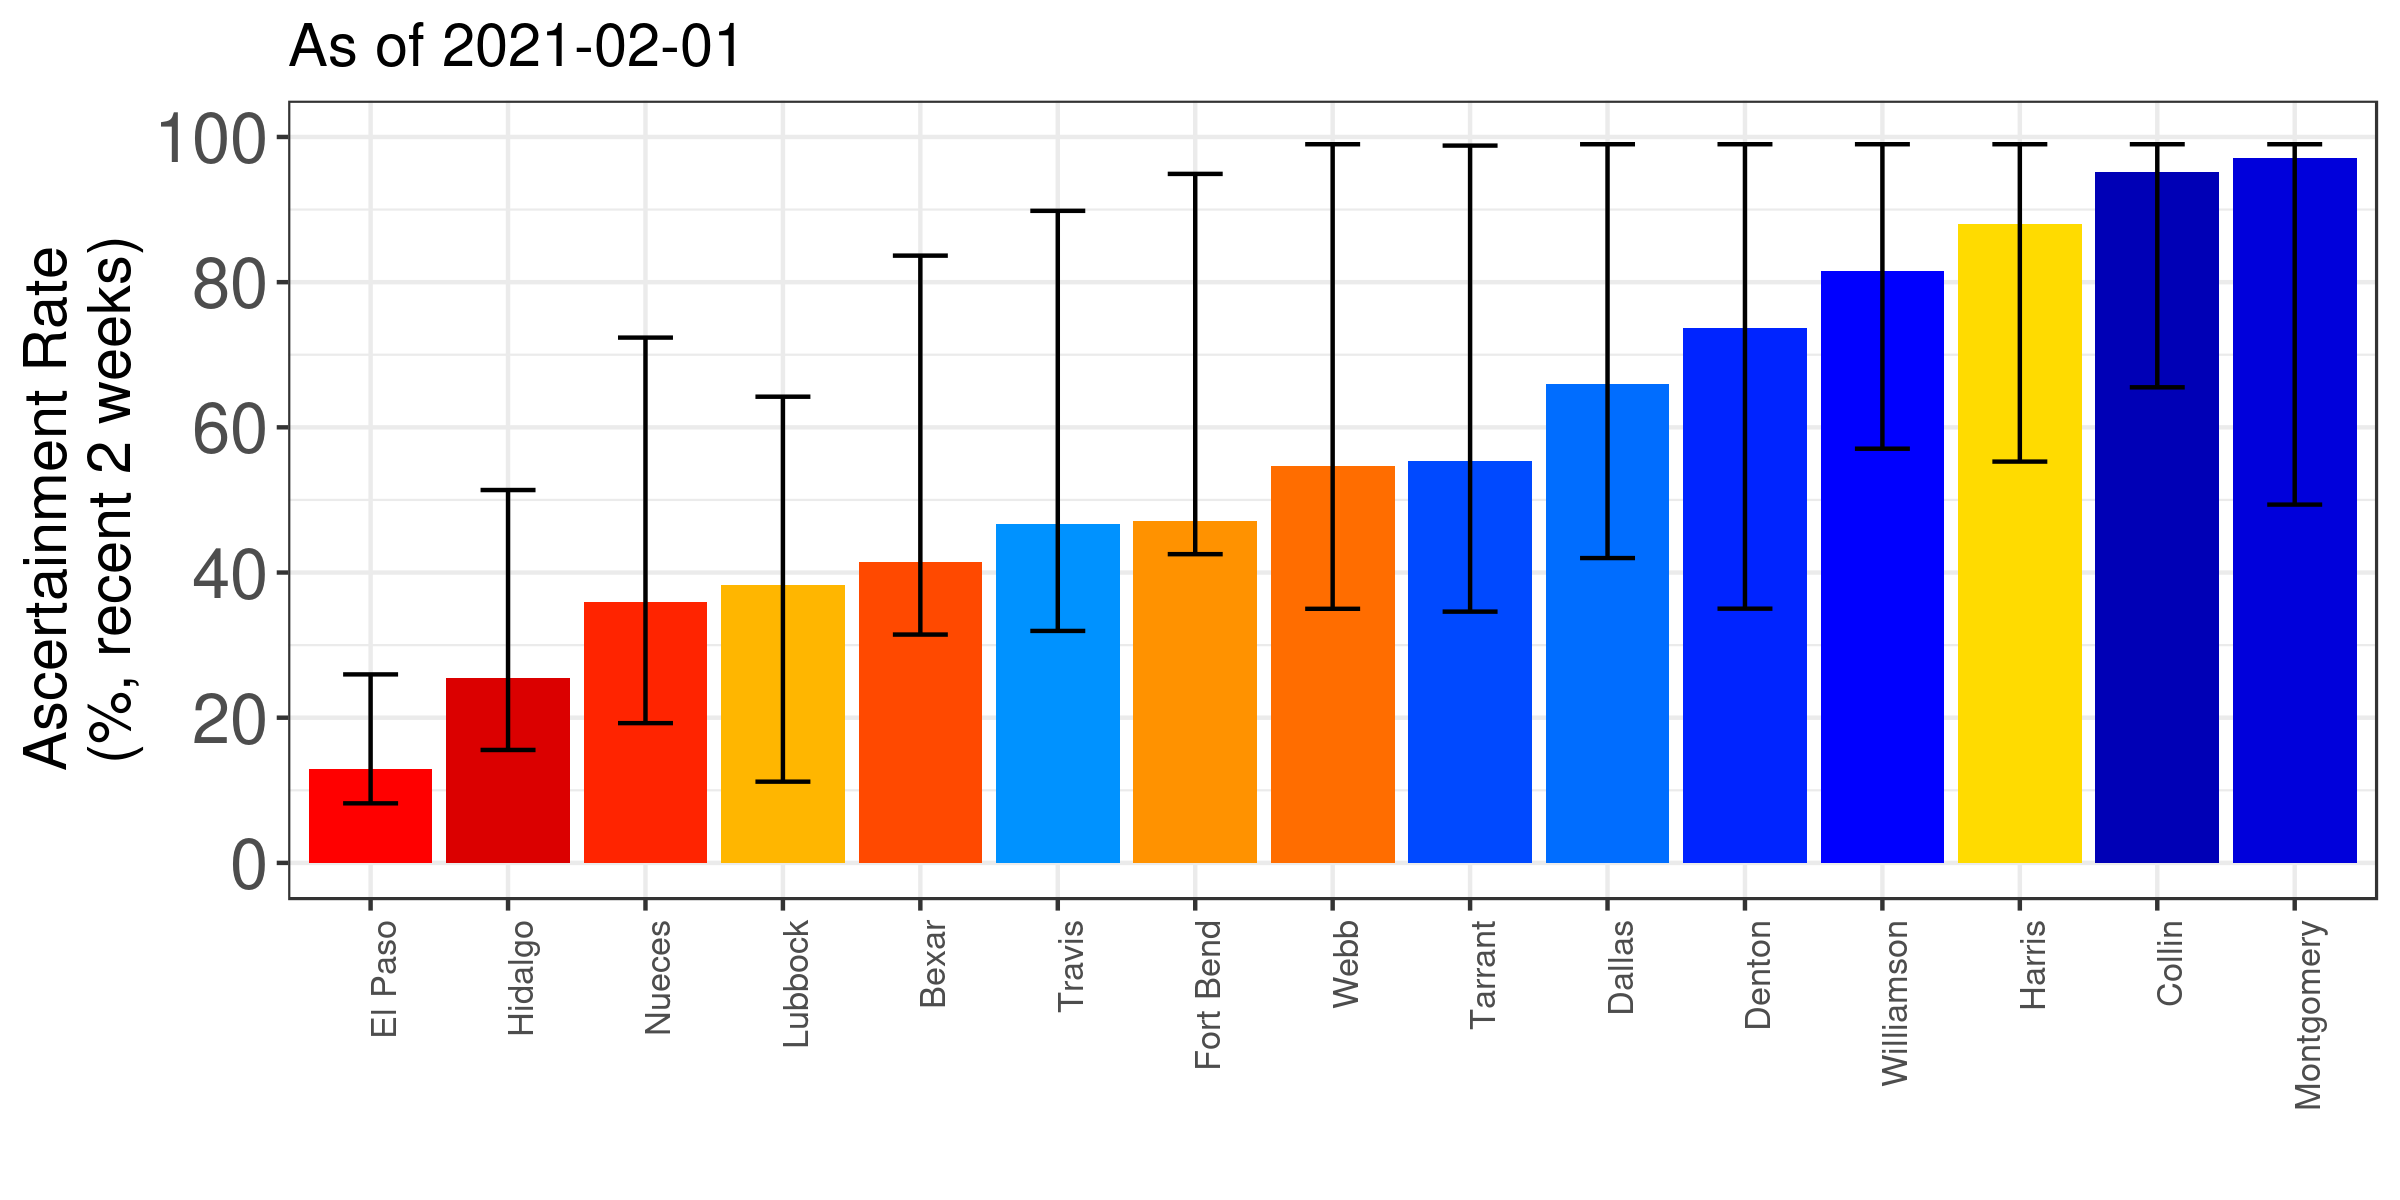 As of 2021-02-01
Ascertainment Rate
(%, recent 2 weeks)
100
80
60
40
20
0
El Paso
Hidalgo
Nueces
Lubbock
Bexar
Travis
Fort Bend
Webb
Tarrant
Dallas
Denton
Williamson
Harris
Collin
Montgomery